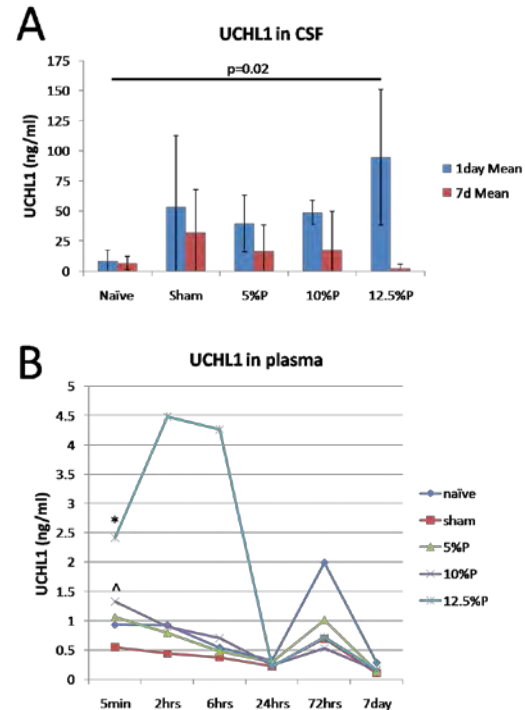 A
UCHL1 in CSF
p=0.02
175
150
125
100
75
50
25
0
UCHL1 (ng/ml)
Naïve Sham 5%P 10%P 12.5%P
1day Mean
7d Mean
B
UCHL1 in plasma
5
4.5
4
3.5
3
2.5
2
1.5
1
0.5
0
UCHL1 (ng/ml)
*
^
5min 2hrs 6hrs 24hrs 72hrs 7day
naïve
sham
5%P
10%P
12.5%P